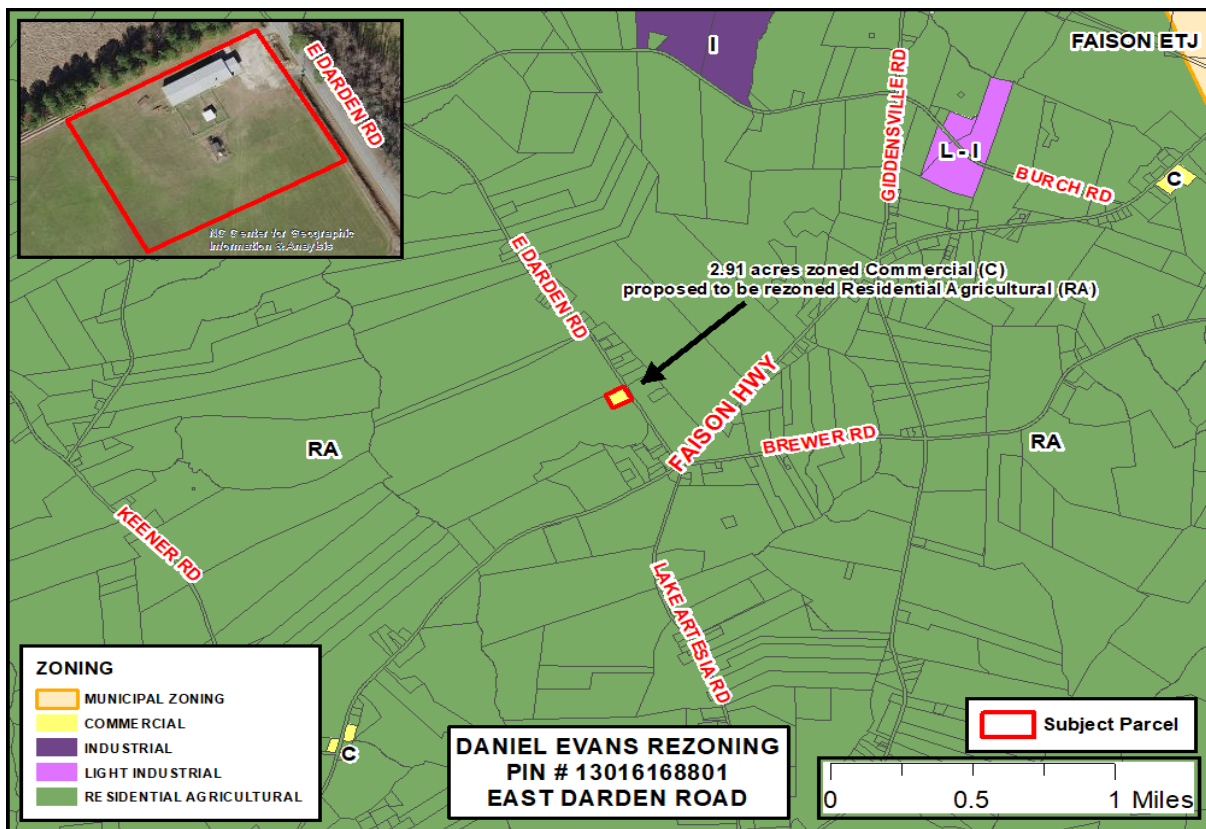 E DARDEN RD
NC Center for Geographic
Information & Anaylsis
I
FAISON ETJ
GIDDENSVILLE RD
L - I
BURCH RD
C
E DARDEN RD
2.91 acres zoned Commercial (C)
proposed to be rezoned Residential Agricultural (RA)
FAISON HWY
BREWER RD
RA
RA
KEENER RD
LAKE ARTESIA RD
C
ZONING
MUNICIPAL ZONING
COMMERCIAL
INDUSTRIAL
LIGHT INDUSTRIAL
RESIDENTIAL AGRICULTURAL
DANIEL EVANS REZONING
PIN # 13016168801
EAST DARDEN ROAD
Subject Parcel
0 0.5 1 Miles